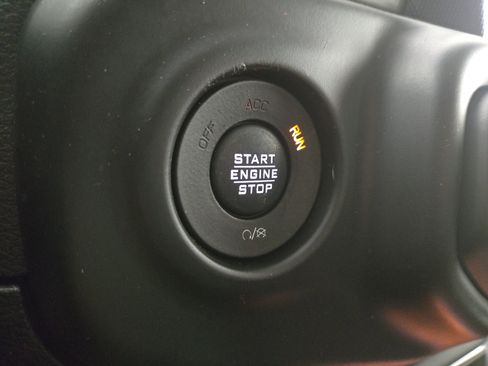 OFF
ACC
RUN
START
ENGINE
STOP